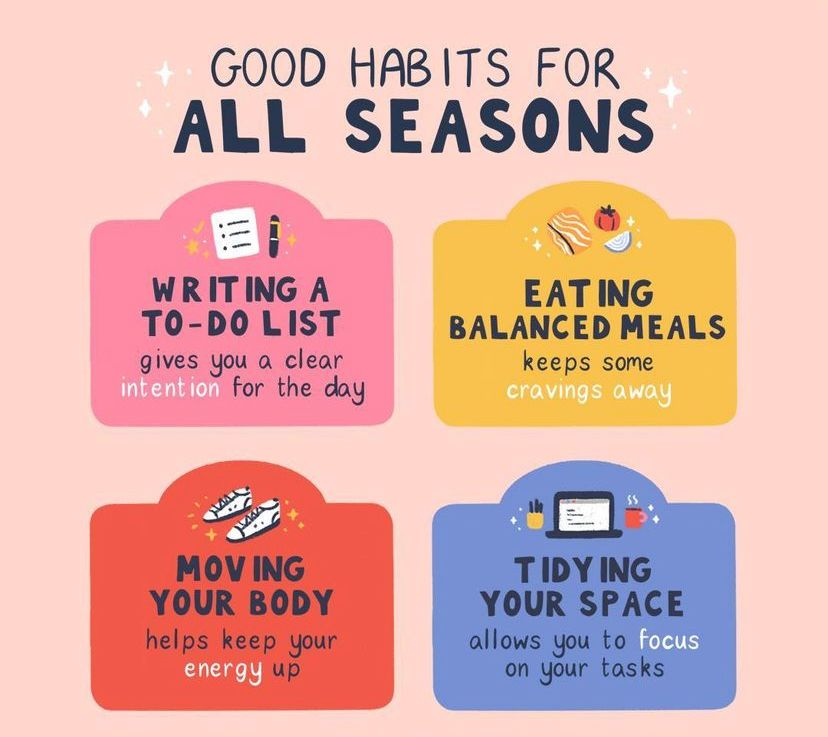 GOOD HABITS FOR
ALL SEASONS
WRITING A
TO-DO LIST
gives you a clear
intention for the day
EATING
BALANCED MEALS
keeps some
cravings away
MOVING
YOUR BODY
helps keep your
energy up
TIDYING
YOUR SPACE
allows you to focus
on your tasks